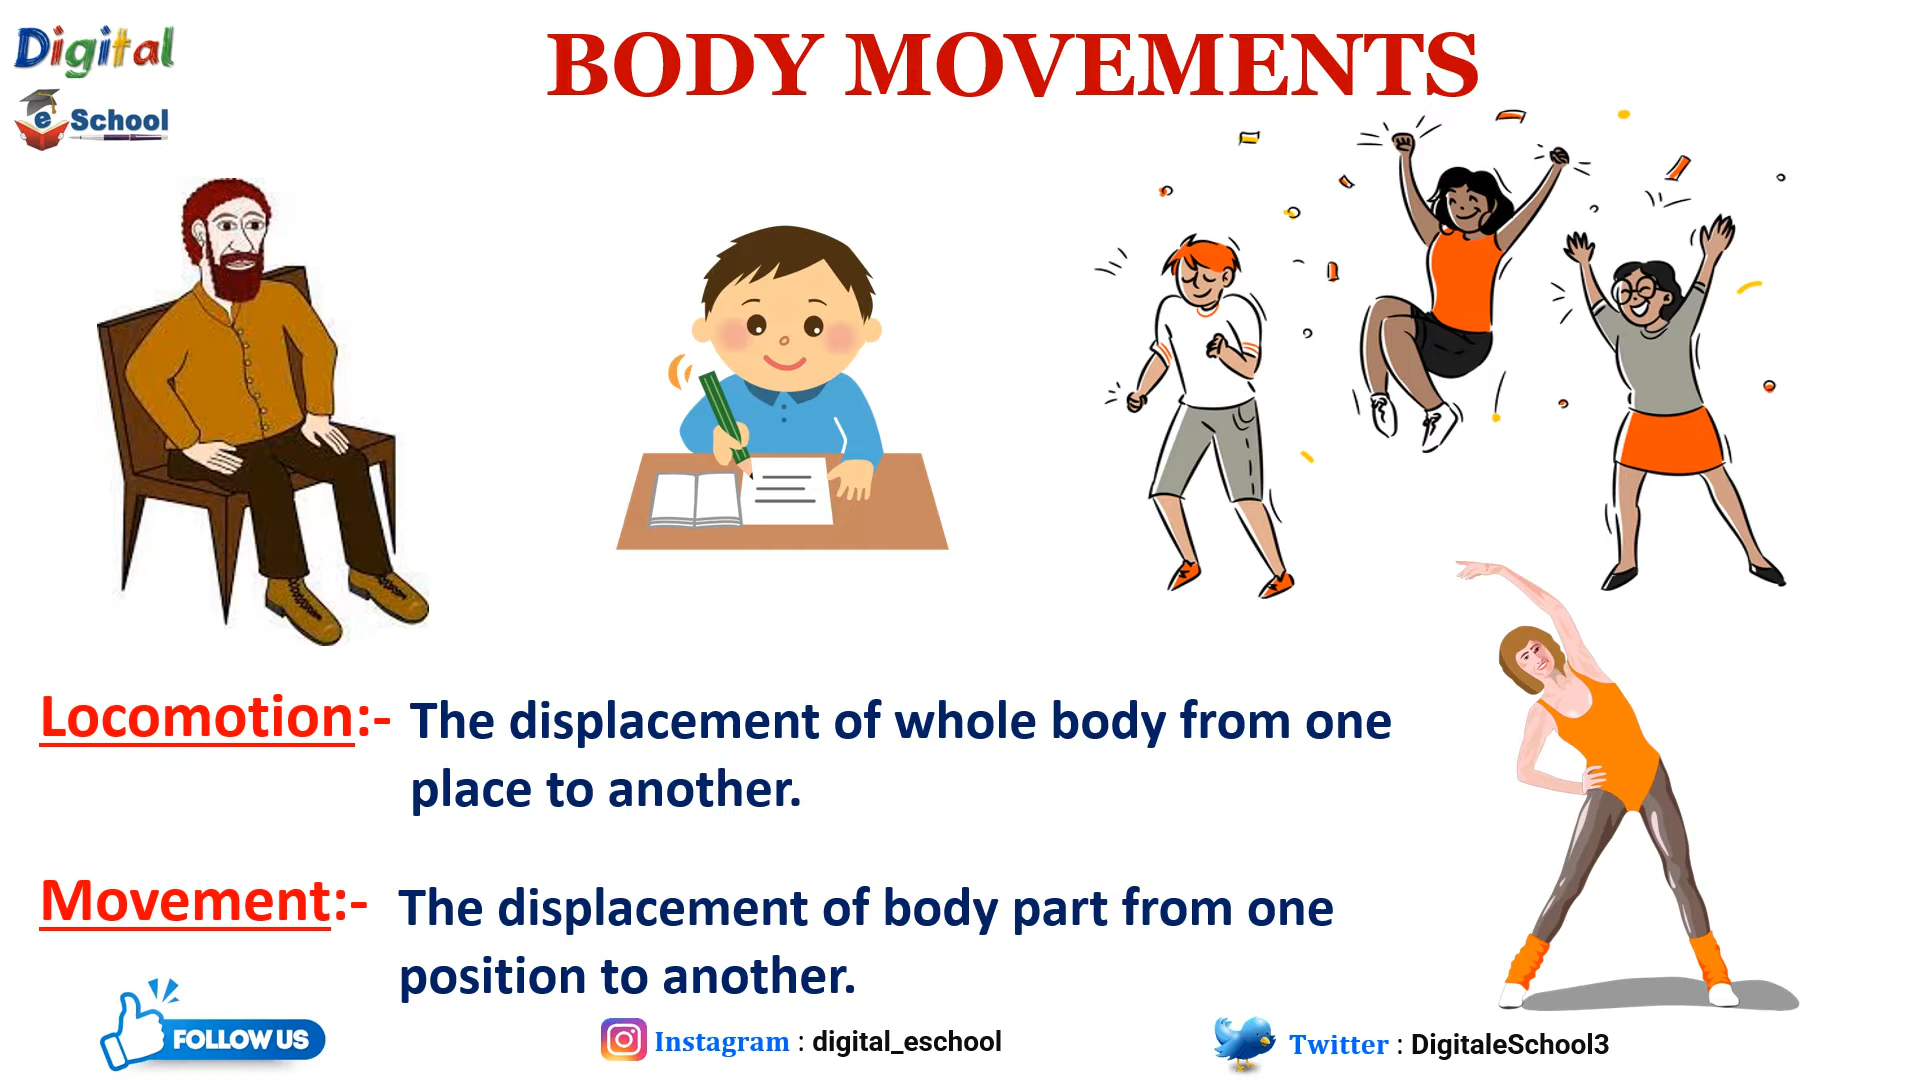 Digital
e School
BODY MOVEMENTS
Locomotion:- The displacement of whole body from one
place to another.
Movement:- The displacement of body part from one
position to another.
FOLLOW US
Instagram : digital_eschool
Twitter : DigitaleSchool3